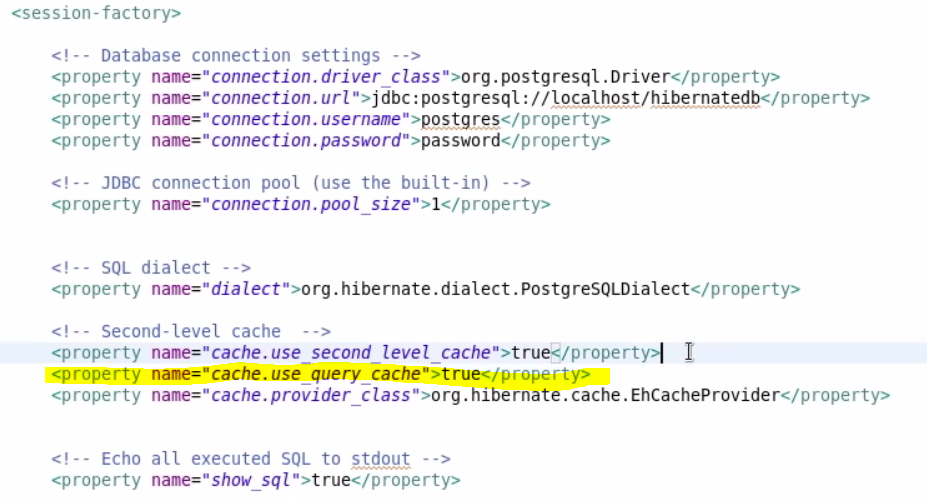 <session-factory>
<!-- Database connection settings -->
<property name="connection.driver_class">org.postgresql.Driver</property>
<property name="connection.url">jdbc:postgresql://localhost/hibernatedb</property>
<property name="connection.username">postgres</property>
<property name="connection.password">password</property>
<!-- JDBC connection pool (use the built-in) -->
<property name="connection.pool_size">1</property>
<!-- SQL dialect -->
<property name="dialect">org.hibernate.dialect.PostgreSQLDialect</property>
<!-- Second-level cache  -->
<property name="cache.use_second_level_cache">true</property>
<property name="cache.use_query_cache">true</property>
<property name="cache.provider_class">org.hibernate.cache.EhCacheProvider</property>
<!-- Echo all executed SQL to stdout -->
<property name="show_sql">true</property>